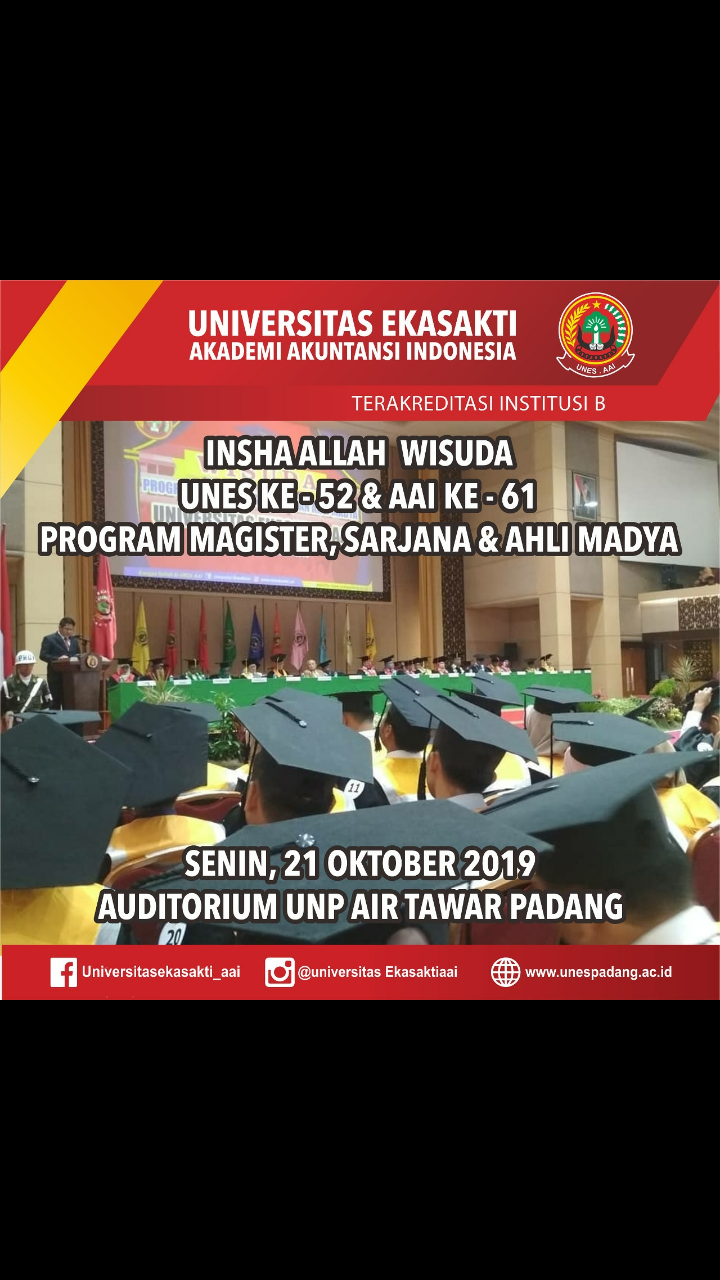 UNIVERSITAS EKASAKTI
AKADEMI AKUNTANSI INDONESIA
UNES - AAI
TERAKREDITASI INSTITUSI B
INSHA ALLAH WISUDA
UNES KE - 52 & AAI KE - 61
PROGRAM MAGISTER, SARJANA & AHLI MADYA
11
20
SENIN, 21 OKTOBER 2019
AUDITORIUM UNP AIR TAWAR PADANG
Universitasekasakti_aai
@universitas Ekasaktiaai
www.unespadang.ac.id